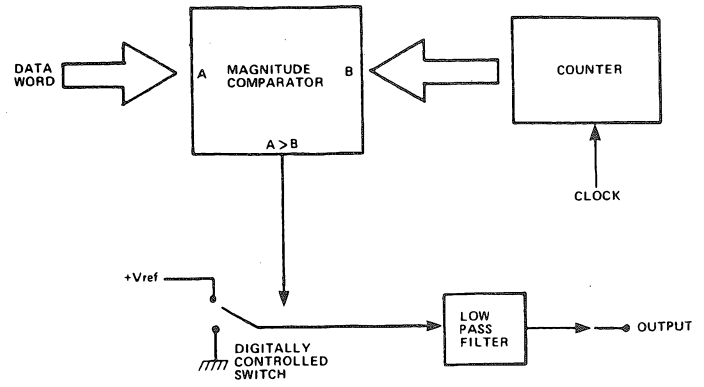 DATA
WORD
A
MAGNITUDE
COMPARATOR
B
A > B
COUNTER
CLOCK
+Vref
DIGITALLY
CONTROLLED
SWITCH
LOW
PASS
FILTER
OUTPUT